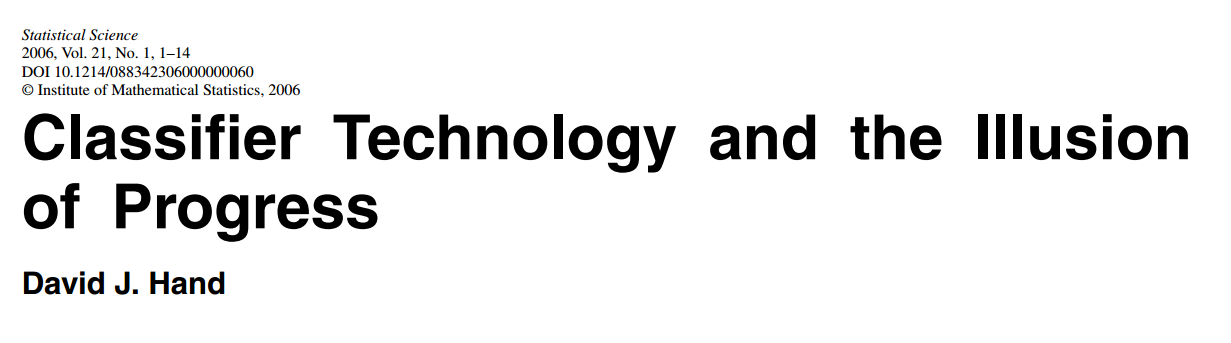 Statistical Science
2006, Vol. 21, No. 1, 1–14
DOI 10.1214/088342306000000060
© Institute of Mathematical Statistics, 2006
Classifier Technology and the Illusion
of Progress
David J. Hand